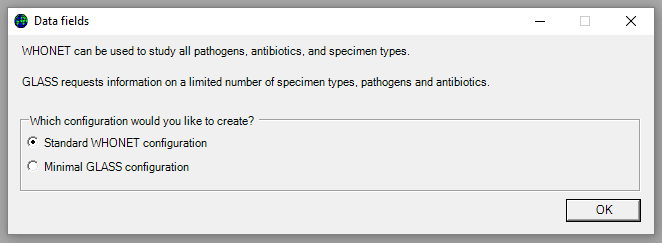 Data fields
WHONET can be used to study all pathogens, antibiotics, and specimen types.
GLASS requests information on a limited number of specimen types, pathogens and antibiotics.
Which configuration would you like to create?
Standard WHONET configuration
Minimal GLASS configuration
OK